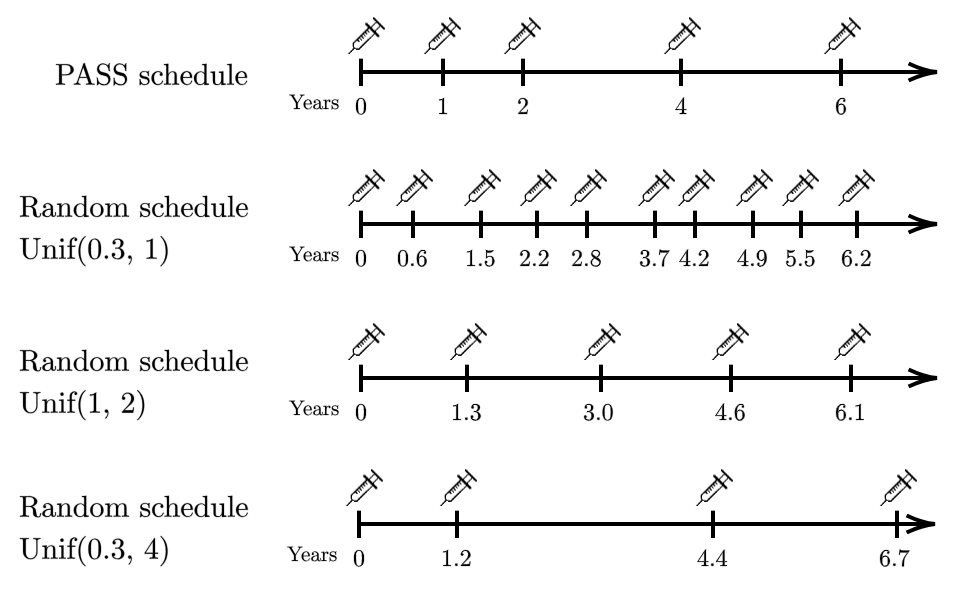 PASS schedule
Years 0 1 2 4 6
Random schedule
Unif(0.3, 1)
Years 0 0.6 1.5 2.2 2.8 3.7 4.2 4.9 5.5 6.2
Random schedule
Unif(1, 2)
Years 0 1.3 3.0 4.6 6.1
Random schedule
Unif(0.3, 4)
Years 0 1.2 4.4 6.7